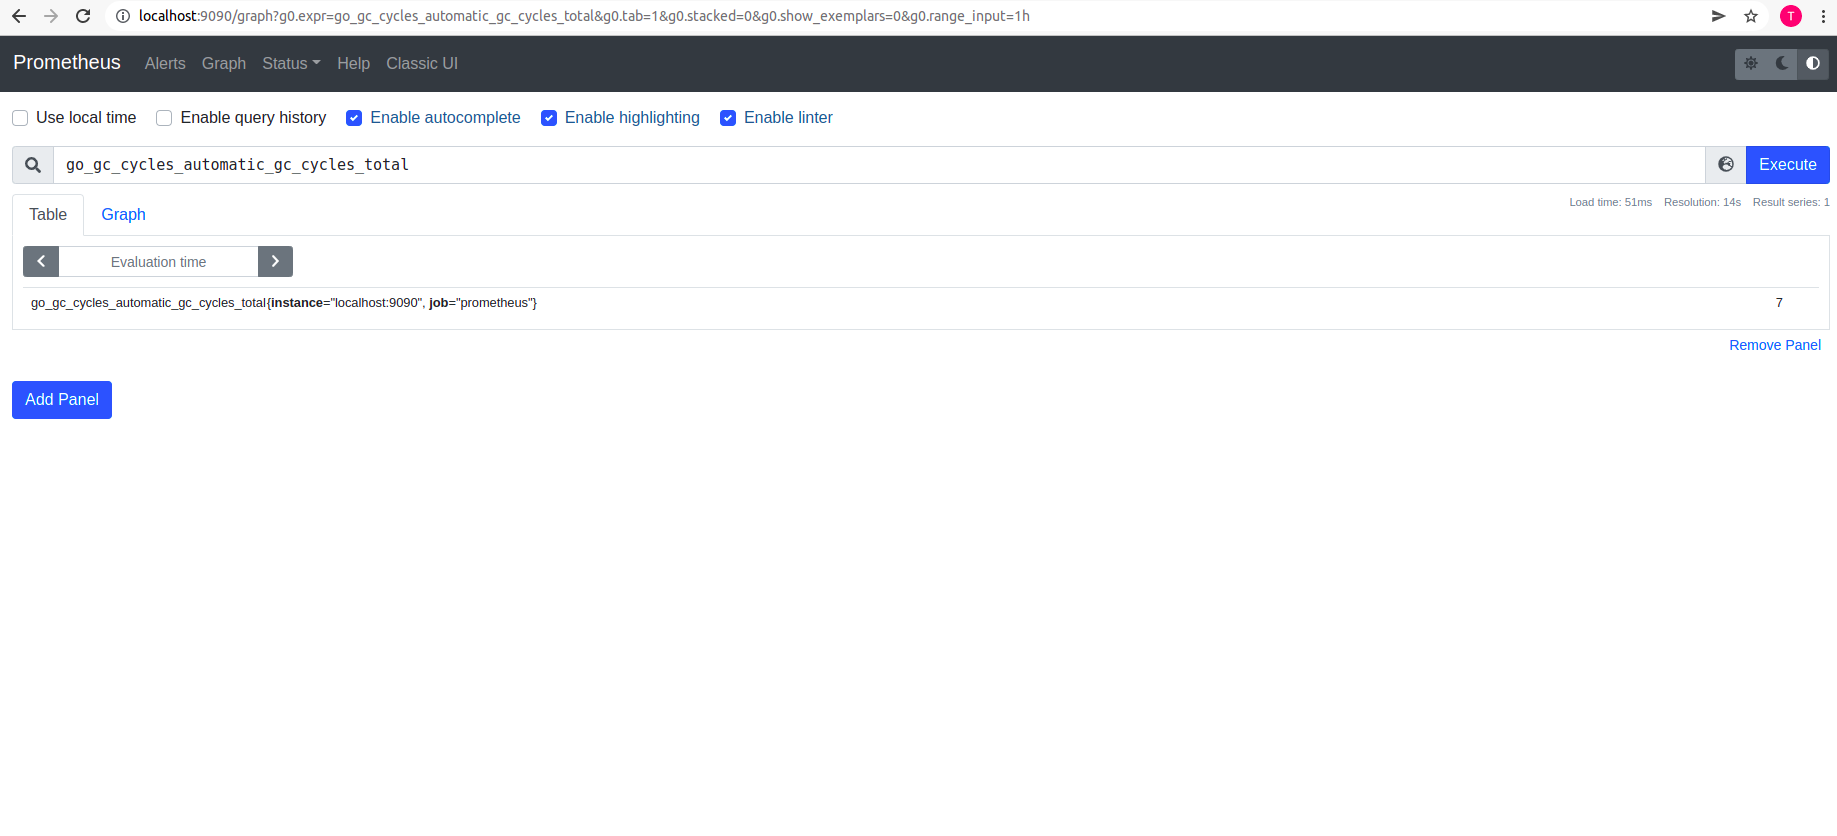 localhost:9090/graph?g0.expr=go_gc_cycles_automatic_gc_cycles_total&g0.tab=1&g0.stacked=0&g0.show_exemplars=0&g0.range_input=1h
T
Prometheus Alerts Graph Status Help Classic UI
Use local time Enable query history Enable autocomplete Enable highlighting Enable linter
go_gc_cycles_automatic_gc_cycles_total Execute
Table Graph Load time: 51ms Resolution: 14s Result series: 1
Evaluation time
go_gc_cycles_automatic_gc_cycles_total{instance="localhost:9090", job="prometheus"} 7
Remove Panel
Add Panel